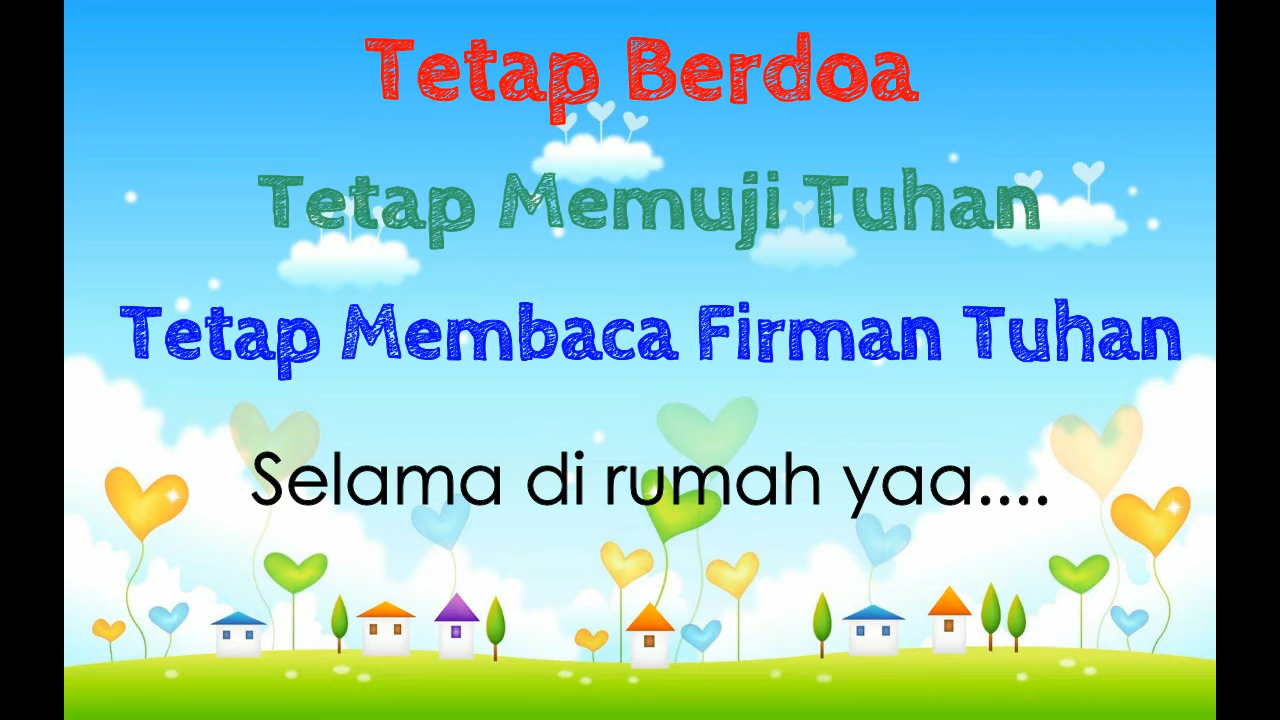 Tetap Berdoa
Tetap Memuji Tuhan
Tetap Membaca Firman Tuhan
Selama di rumah yaa....